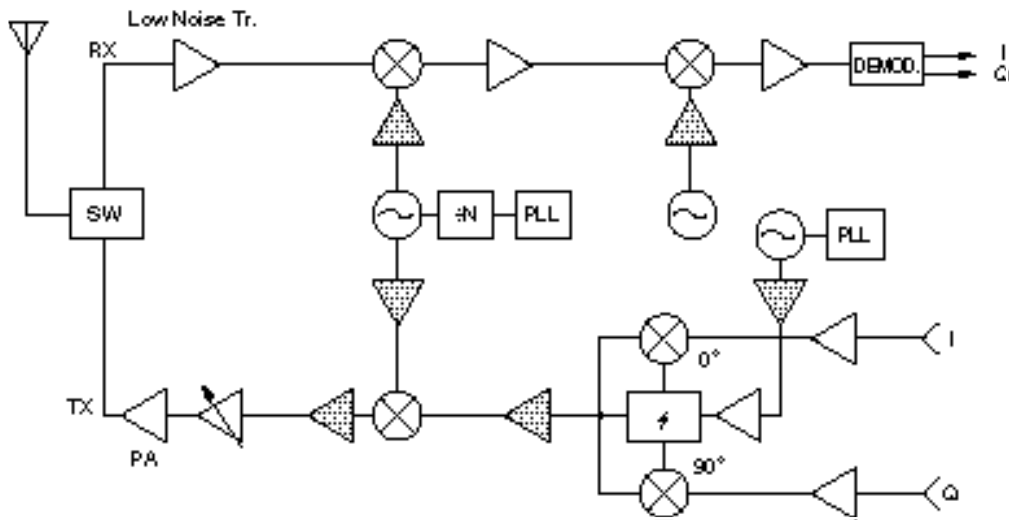 Low Noise Tr.
RX
DEMOD.
I
Q
SW
÷N
PLL
PLL
I
0°
TX
PA
90°
Q